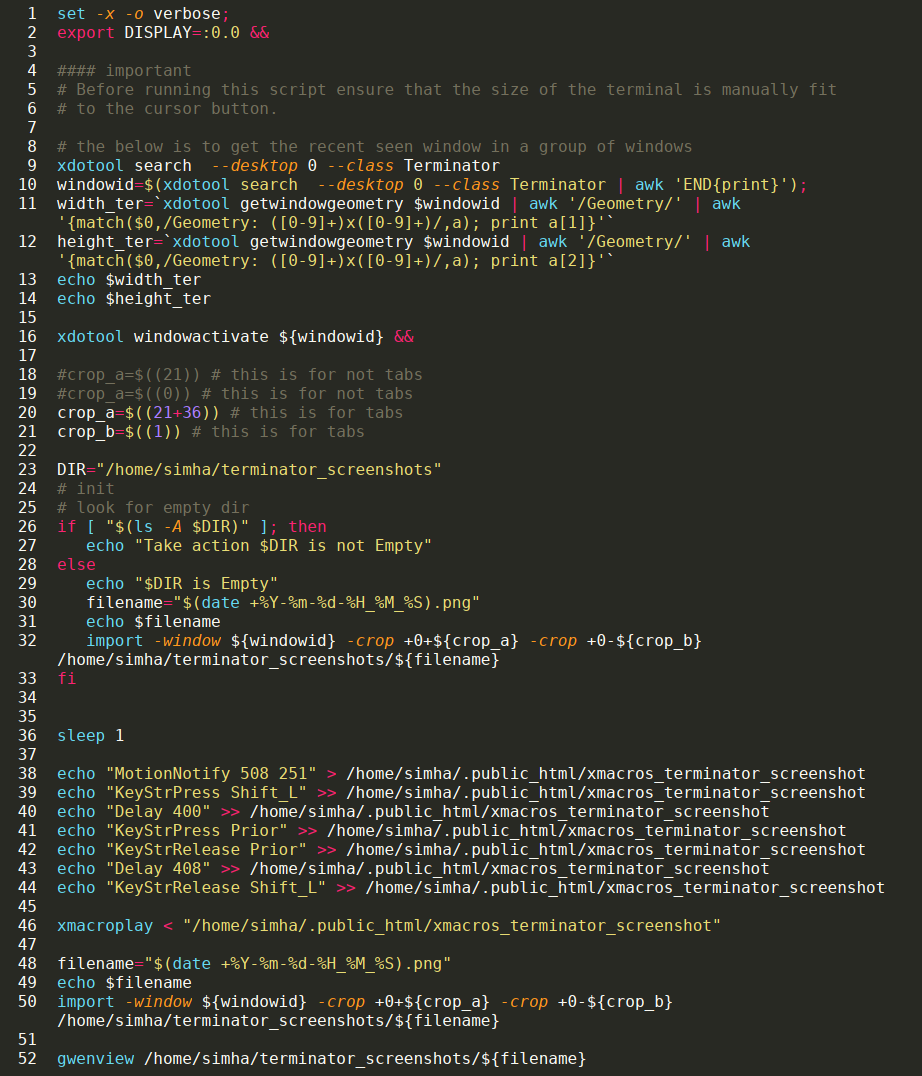 1 set -x -o verbose;
2 export DISPLAY=:0.0 &&
3
4 #### important
5 # Before running this script ensure that the size of the terminal is manually fit
6 # to the cursor button.
7
8 # the below is to get the recent seen window in a group of windows
9 xdotool search  --desktop 0 --class Terminator
10 windowid=$(xdotool search  --desktop 0 --class Terminator | awk 'END{print}');
11 width_ter=`xdotool getwindowgeometry $windowid | awk '/Geometry/' | awk
'{match($0,/Geometry: ([0-9]+)x([0-9]+)/,a); print a[1]}'`
12 height_ter=`xdotool getwindowgeometry $windowid | awk '/Geometry/' | awk
'{match($0,/Geometry: ([0-9]+)x([0-9]+)/,a); print a[2]}'`
13 echo $width_ter
14 echo $height_ter
15
16 xdotool windowactivate ${windowid} &&
17
18 #crop_a=$((21)) # this is for not tabs
19 #crop_a=$((0)) # this is for not tabs
20 crop_a=$((21+36)) # this is for tabs
21 crop_b=$((1)) # this is for tabs
22
23 DIR="/home/simha/terminator_screenshots"
24 # init
25 # look for empty dir
26 if [ "$(ls -A $DIR)" ]; then
27    echo "Take action $DIR is not Empty"
28 else
29    echo "$DIR is Empty"
30    filename="$(date +%Y-%m-%d-%H_%M_%S).png"
31    echo $filename
32    import -window ${windowid} -crop +0+${crop_a} -crop +0-${crop_b}
/home/simha/terminator_screenshots/${filename}
33 fi
34
35
36 sleep 1
37
38 echo "MotionNotify 508 251" > /home/simha/.public_html/xmacros_terminator_screenshot
39 echo "KeyStrPress Shift_L" >> /home/simha/.public_html/xmacros_terminator_screenshot
40 echo "Delay 400" >> /home/simha/.public_html/xmacros_terminator_screenshot
41 echo "KeyStrPress Prior" >> /home/simha/.public_html/xmacros_terminator_screenshot
42 echo "KeyStrRelease Prior" >> /home/simha/.public_html/xmacros_terminator_screenshot
43 echo "Delay 408" >> /home/simha/.public_html/xmacros_terminator_screenshot
44 echo "KeyStrRelease Shift_L" >> /home/simha/.public_html/xmacros_terminator_screenshot
45
46 xmacroplay < "/home/simha/.public_html/xmacros_terminator_screenshot"
47
48 filename="$(date +%Y-%m-%d-%H_%M_%S).png"
49 echo $filename
50 import -window ${windowid} -crop +0+${crop_a} -crop +0-${crop_b}
/home/simha/terminator_screenshots/${filename}
51
52 gwenview /home/simha/terminator_screenshots/${filename}